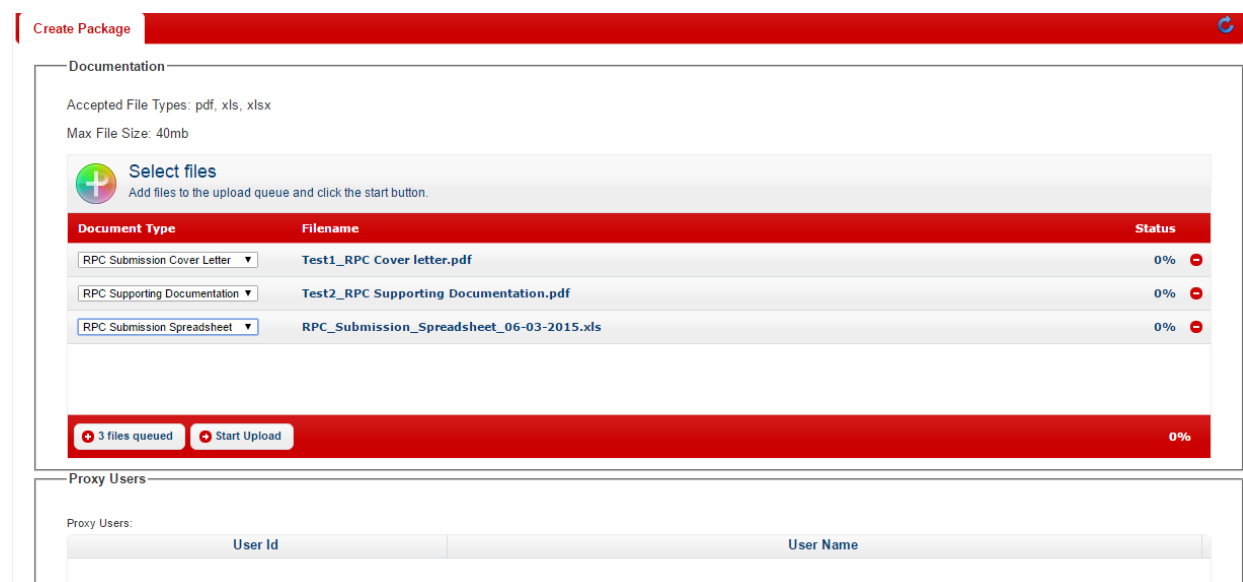 Create Package
Documentation
Accepted File Types: pdf, xls, xlsx
Max File Size: 40mb
Select files
Add files to the upload queue and click the start button.
Document Type Filename Status
RPC Submission Cover Letter Test1_RPC Cover letter.pdf 0%
RPC Supporting Documentation Test2_RPC Supporting Documentation.pdf 0%
RPC Submission Spreadsheet RPC_Submission_Spreadsheet_06-03-2015.xls 0%
3 files queued Start Upload 0%
Proxy Users
Proxy Users:
User Id User Name